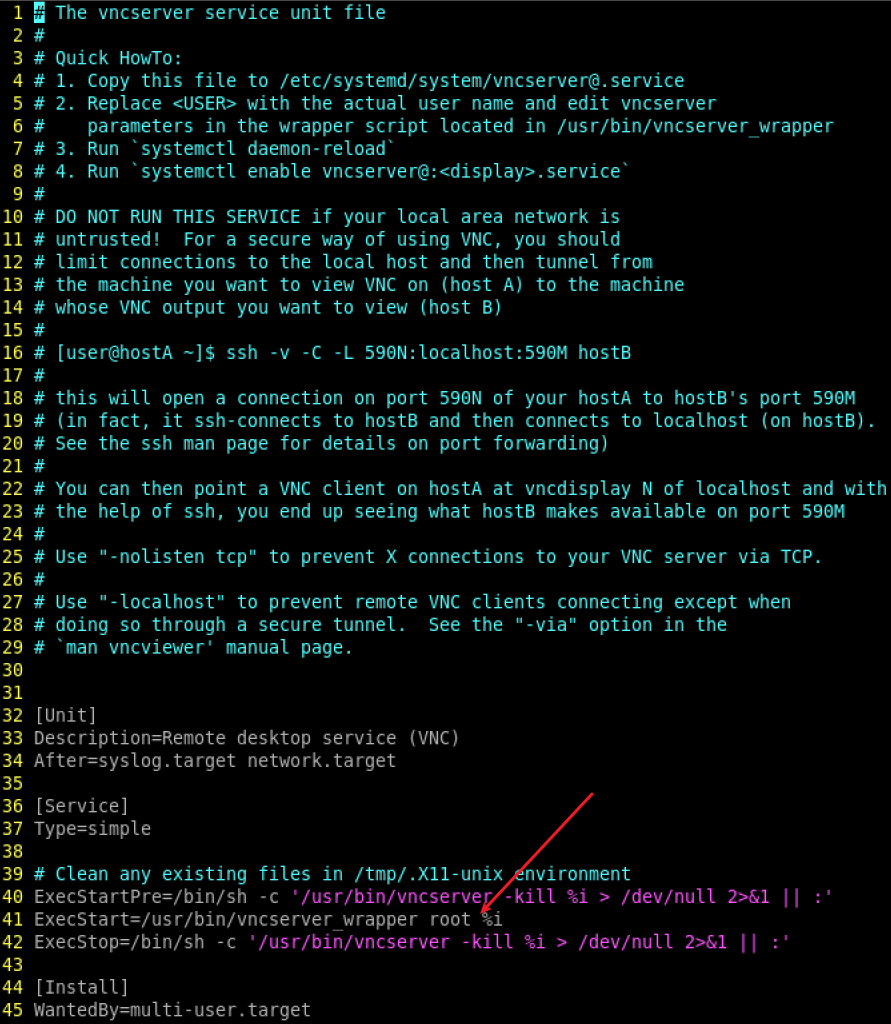 1 # The vncserver service unit file
2 #
3 # Quick HowTo:
4 # 1. Copy this file to /etc/systemd/system/vncserver@.service
5 # 2. Replace <USER> with the actual user name and edit vncserver
6 #    parameters in the wrapper script located in /usr/bin/vncserver_wrapper
7 # 3. Run `systemctl daemon-reload`
8 # 4. Run `systemctl enable vncserver@:<display>.service`
9 #
10 # DO NOT RUN THIS SERVICE if your local area network is
11 # untrusted!  For a secure way of using VNC, you should
12 # limit connections to the local host and then tunnel from
13 # the machine you want to view VNC on (host A) to the machine
14 # whose VNC output you want to view (host B)
15 #
16 # [user@hostA ~]$ ssh -v -C -L 590N:localhost:590M hostB
17 #
18 # this will open a connection on port 590N of your hostA to hostB's port 590M
19 # (in fact, it ssh-connects to hostB and then connects to localhost (on hostB).
20 # See the ssh man page for details on port forwarding)
21 #
22 # You can then point a VNC client on hostA at vncdisplay N of localhost and with
23 # the help of ssh, you end up seeing what hostB makes available on port 590M
24 #
25 # Use "-nolisten tcp" to prevent X connections to your VNC server via TCP.
26 #
27 # Use "-localhost" to prevent remote VNC clients connecting except when
28 # doing so through a secure tunnel.  See the "-via" option in the
29 # `man vncviewer' manual page.
30
31
32 [Unit]
33 Description=Remote desktop service (VNC)
34 After=syslog.target network.target
35
36 [Service]
37 Type=simple
38
39 # Clean any existing files in /tmp/.X11-unix environment
40 ExecStartPre=/bin/sh -c '/usr/bin/vncserver -kill %i > /dev/null 2>&1 || :'
41 ExecStart=/usr/bin/vncserver_wrapper root %i
42 ExecStop=/bin/sh -c '/usr/bin/vncserver -kill %i > /dev/null 2>&1 || :'
43
44 [Install]
45 WantedBy=multi-user.target